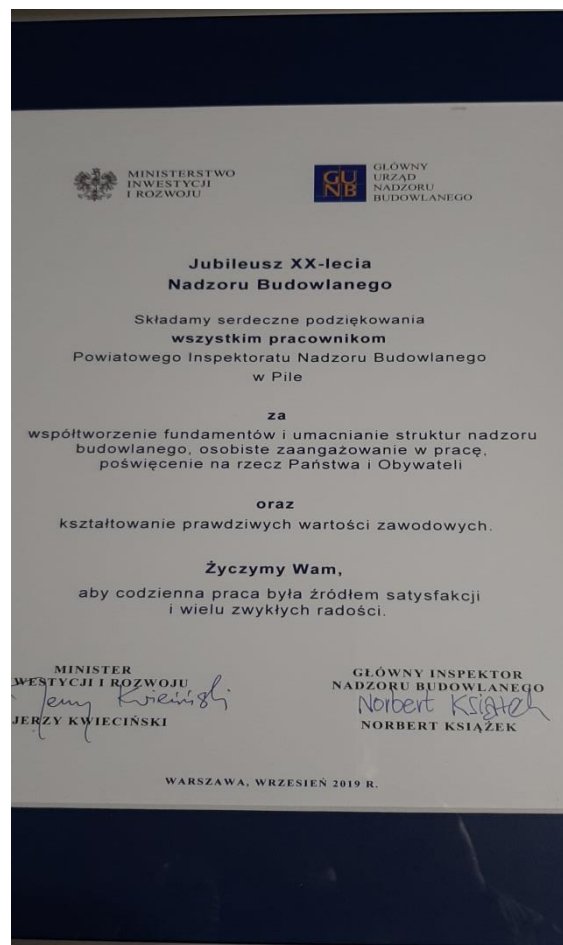 MINISTERSTWO
INWESTYCJI
I ROZWOJU
GU
NB
GŁÓWNY
URZĄD
NADZORU
BUDOWLANEGO
Jubileusz XX-lecia
Nadzoru Budowlanego
Składamy serdeczne podziękowania
wszystkim pracownikom
Powiatowego Inspektoratu Nadzoru Budowlanego
w Pile
za
współtworzenie fundamentów i umacnianie struktur nadzoru
budowlanego, osobiste zaangażowanie w pracę,
poświęcenie na rzecz Państwa i Obywateli
oraz
kształtowanie prawdziwych wartości zawodowych.
Życzymy Wam,
aby codzienna praca była źródłem satysfakcji
i wielu zwykłych radości.
MINISTER
WESTYCJI I ROZWOJU
Jerzy Kwieciński
JERZY KWIECIŃSKI
GŁÓWNY INSPEKTOR
NADZORU BUDOWLANEGO
Norbert Książek
NORBERT KSIĄŻEK
WARSZAWA, WRZESIEŃ 2019 R.